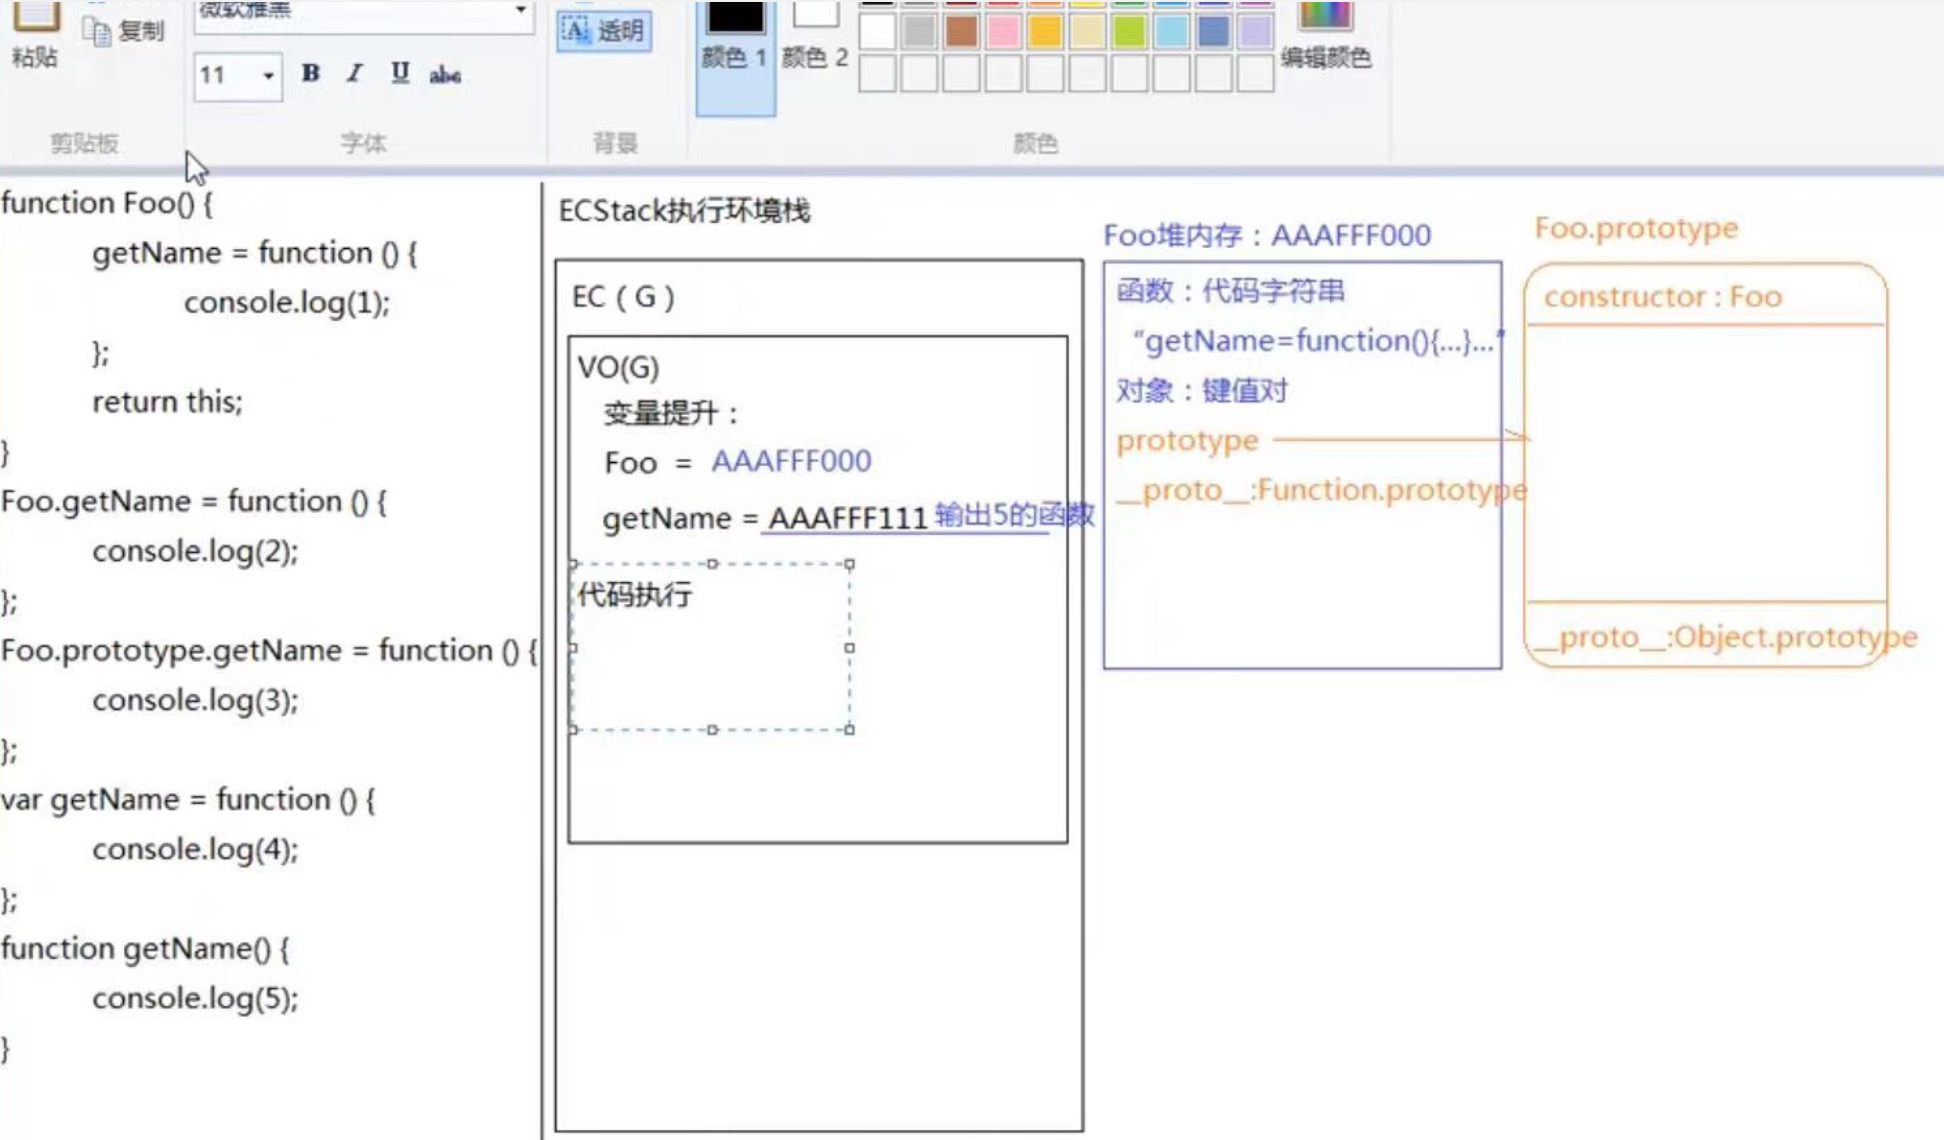 微软雅黑
粘贴
复制
11
B I U abc
透明
颜色 1
颜色 2
编辑颜色
剪贴板
字体
背景
颜色
function Foo() {
getName = function () {
console.log(1);
};
return this;
}
Foo.getName = function () {
console.log(2);
};
Foo.prototype.getName = function () {
console.log(3);
};
var getName = function () {
console.log(4);
};
function getName() {
console.log(5);
}
ECStack执行环境栈
EC ( G )
VO(G)
变量提升：
Foo = AAAFFF000
getName = AAAFFF111 输出5的函数
代码执行
Foo堆内存：AAAFFF000
函数：代码字符串
“getName=function(){...}...”
对象：键值对
prototype
__proto__:Function.prototype
Foo.prototype
constructor : Foo
__proto__:Object.prototype